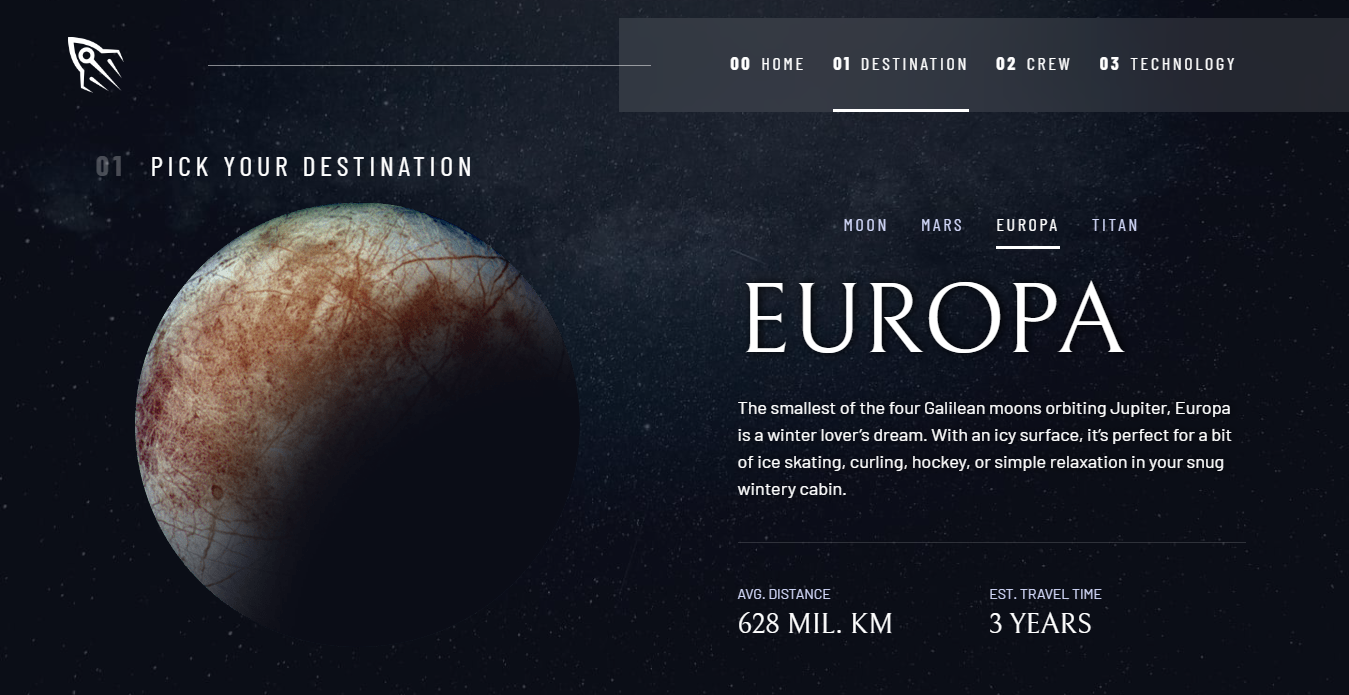 00 HOME 01 DESTINATION 02 CREW 03 TECHNOLOGY
01 PICK YOUR DESTINATION
MOON MARS EUROPA TITAN
EUROPA
The smallest of the four Galilean moons orbiting Jupiter, Europa
is a winter lover’s dream. With an icy surface, it’s perfect for a bit
of ice skating, curling, hockey, or simple relaxation in your snug
wintery cabin.
AVG. DISTANCE
628 MIL. KM
EST. TRAVEL TIME
3 YEARS